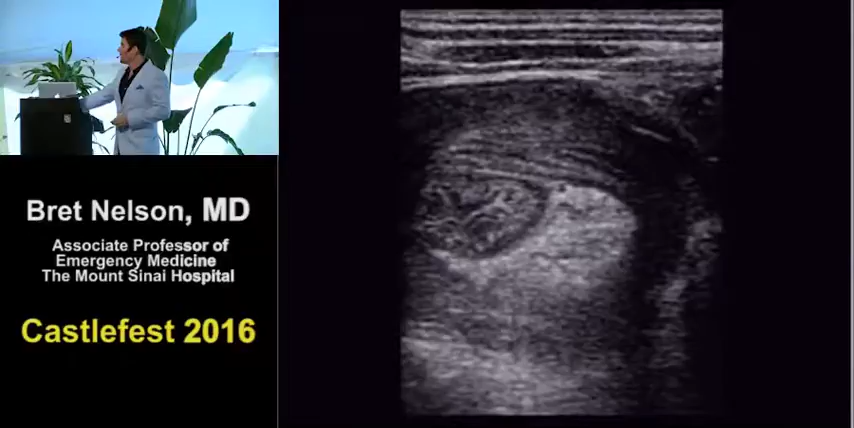 Bret Nelson, MD
Associate Professor of
Emergency Medicine
The Mount Sinai Hospital
Castlefest 2016